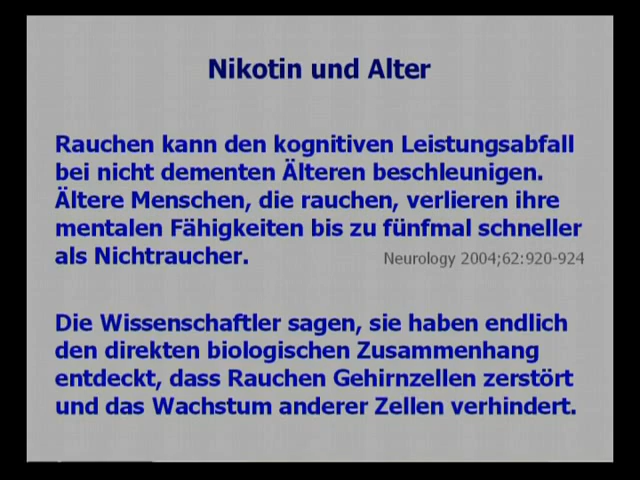 Nikotin und Alter
Rauchen kann den kognitiven Leistungsabfall
bei nicht dementen Älteren beschleunigen.
Ältere Menschen, die rauchen, verlieren ihre
mentalen Fähigkeiten bis zu fünfmal schneller
als Nichtraucher. Neurology 2004;62:920-924
Die Wissenschaftler sagen, sie haben endlich
den direkten biologischen Zusammenhang
entdeckt, dass Rauchen Gehirnzellen zerstört
und das Wachstum anderer Zellen verhindert.